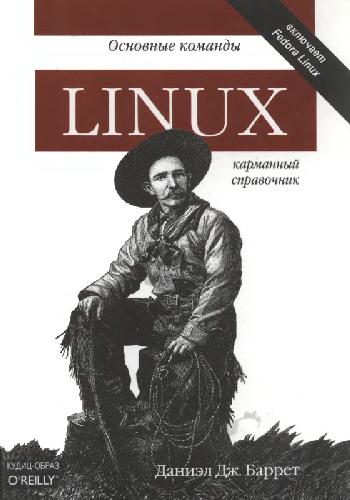 Основные команды
включает
Fedora Linux
LINUX
карманный
справочник
КУДИЦ-ОБРАЗ
O'REILLY®
Даниэл Дж. Баррет